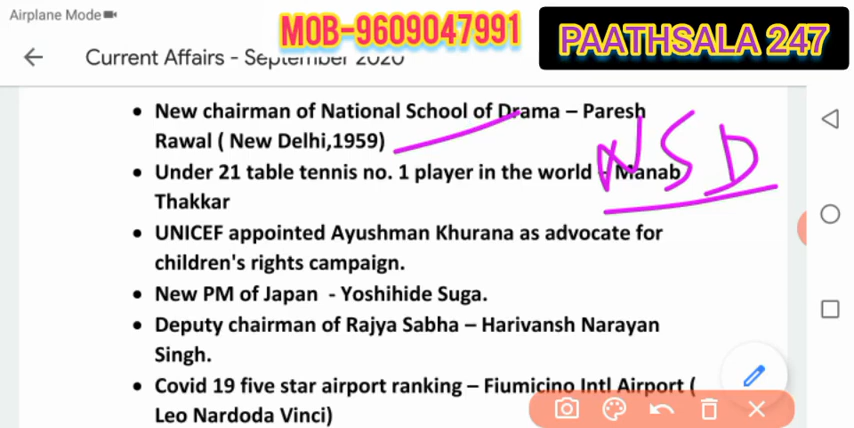 Airplane Mode
MOB-9609047991
PAATHSALA 247
Current Affairs - September 2020
• New chairman of National School of Drama – Paresh
Rawal ( New Delhi,1959)
NSD
• Under 21 table tennis no. 1 player in the world - Manab
Thakkar
• UNICEF appointed Ayushman Khurana as advocate for
children's rights campaign.
• New PM of Japan - Yoshihide Suga.
• Deputy chairman of Rajya Sabha – Harivansh Narayan
Singh.
• Covid 19 five star airport ranking – Fiumicino Intl Airport (
Leo Nardoda Vinci)